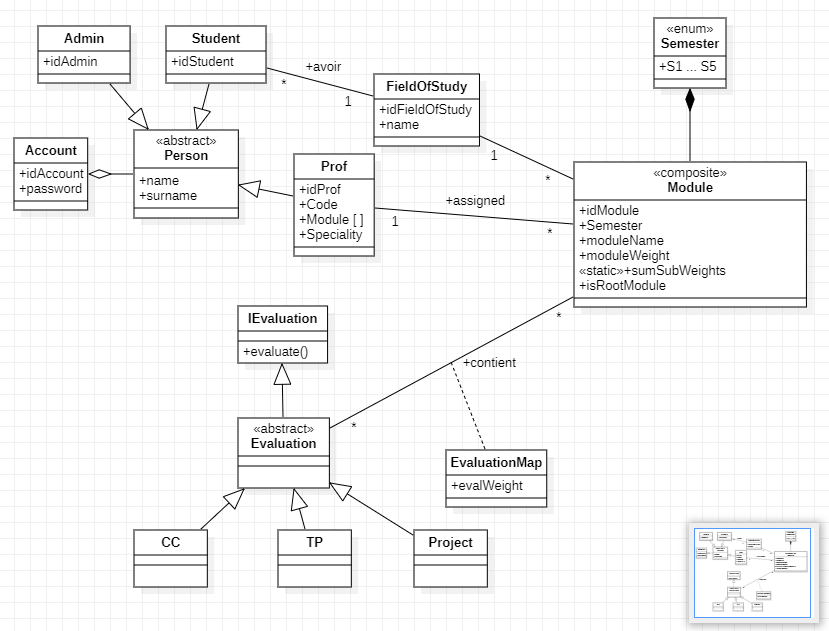 Admin
+idAdmin
Student
+idStudent
+avoir
*
1
FieldOfStudy
+idFieldOfStudy
+name
«enum»
Semester
+S1 ... S5
Account
+idAccount
+password
«abstract»
Person
+name
+surname
Prof
+idProf
+Code
+Module [ ]
+Speciality
1
*
+assigned
1
*
«composite»
Module
+idModule
+Semester
+moduleName
+moduleWeight
«static»+sumSubWeights
+isRootModule
IEvaluation
+evaluate()
*
+contient
*
«abstract»
Evaluation
EvaluationMap
+evalWeight
CC
TP
Project